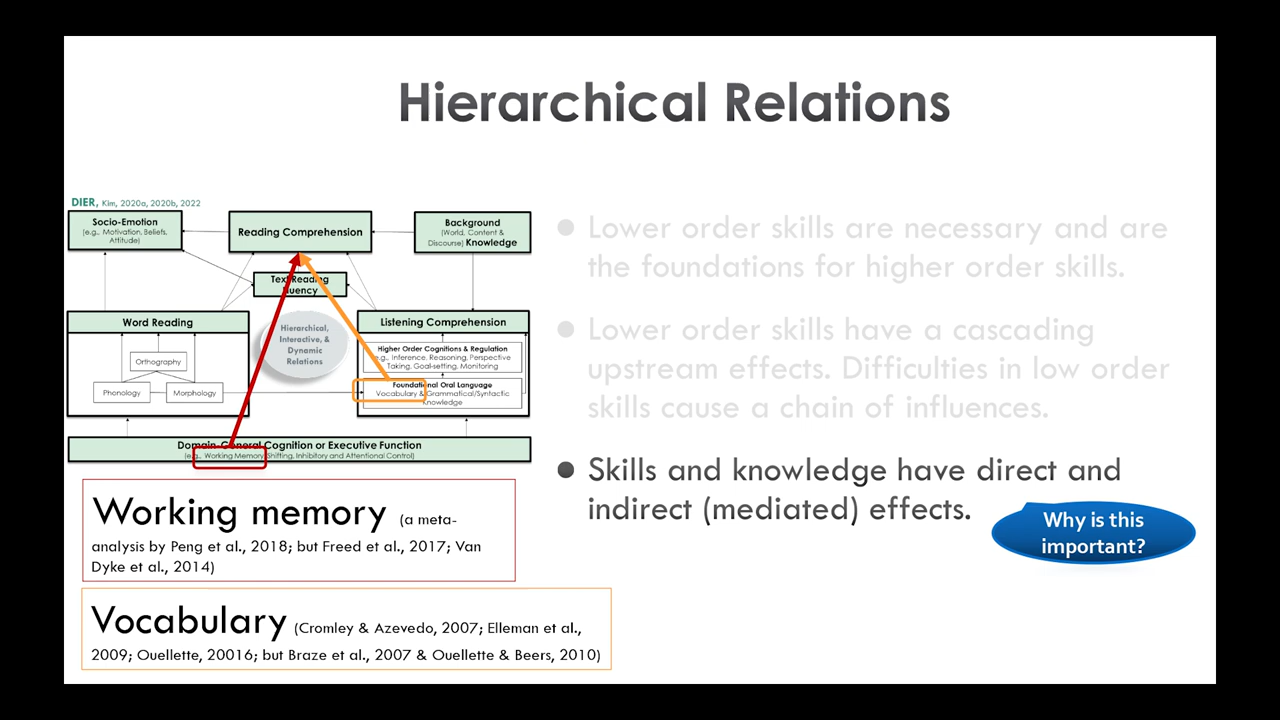 Hierarchical Relations
DIER, Kim, 2020a, 2020b, 2022
Socio-Emotion
(e.g., Motivation, Beliefs,
Attitude)
Reading Comprehension
Background
(World, Content &
Discourse) Knowledge
Text Reading
Fluency
Word Reading
Orthography
Phonology
Morphology
Hierarchical,
Interactive, &
Dynamic
Relations
Listening Comprehension
Higher Order Cognitions & Regulation
e.g., Inference, Reasoning, Perspective
Taking, Goal-setting, Monitoring
Foundational Oral Language
Vocabulary & Grammatical/Syntactic
Knowledge
Domain-General Cognition or Executive Function
(e.g., Working Memory, Shifting, Inhibitory and Attentional Control)
Working memory (a meta-
analysis by Peng et al., 2018; but Freed et al., 2017; Van
Dyke et al., 2014)
Vocabulary (Cromley & Azevedo, 2007; Elleman et al.,
2009; Ouellette, 20016; but Braze et al., 2007 & Ouellette & Beers, 2010)
● Lower order skills are necessary and are
the foundations for higher order skills.
● Lower order skills have a cascading
upstream effects. Difficulties in low order
skills cause a chain of influences.
● Skills and knowledge have direct and
indirect (mediated) effects.
Why is this
important?